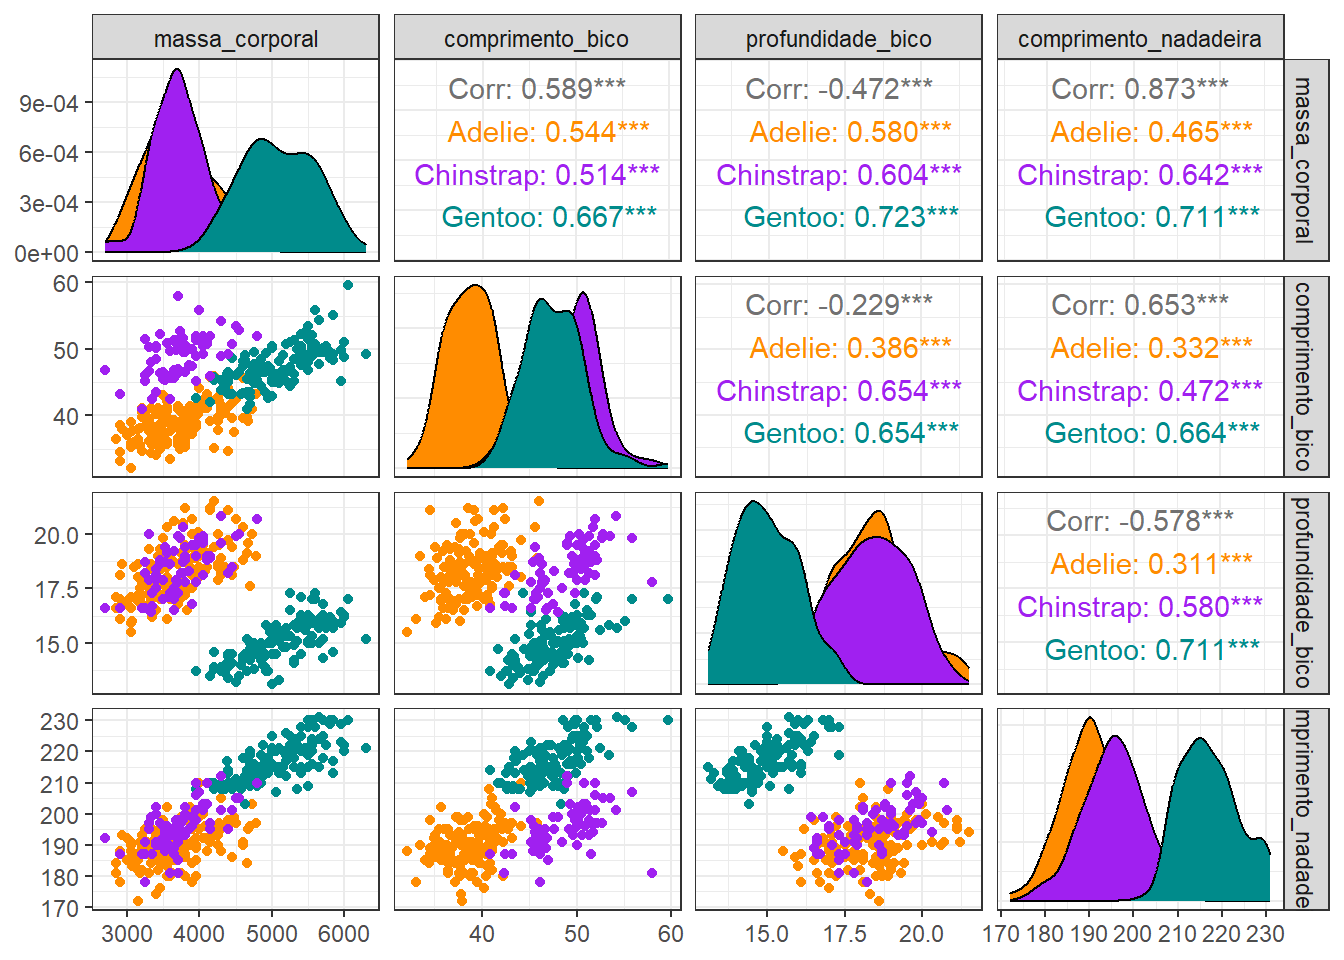 massa_corporal comprimento_bico profundidade_bico comprimento_nadadeira
9e-04
6e-04
3e-04
0e+00
Corr: 0.589***
Adelie: 0.544***
Chinstrap: 0.514***
Gentoo: 0.667***
Corr: -0.472***
Adelie: 0.580***
Chinstrap: 0.604***
Gentoo: 0.723***
Corr: 0.873***
Adelie: 0.465***
Chinstrap: 0.642***
Gentoo: 0.711***
massa_corporal
60
50
40
Corr: -0.229***
Adelie: 0.386***
Chinstrap: 0.654***
Gentoo: 0.654***
Corr: 0.653***
Adelie: 0.332***
Chinstrap: 0.472***
Gentoo: 0.664***
comprimento_bico
20.0
17.5
15.0
Corr: -0.578***
Adelie: 0.311***
Chinstrap: 0.580***
Gentoo: 0.711***
profundidade_bico
230
220
210
200
190
180
170
mprimento_nadade
3000 4000 5000 6000 40 50 60 15.0 17.5 20.0 170 180 190 200 210 220 230